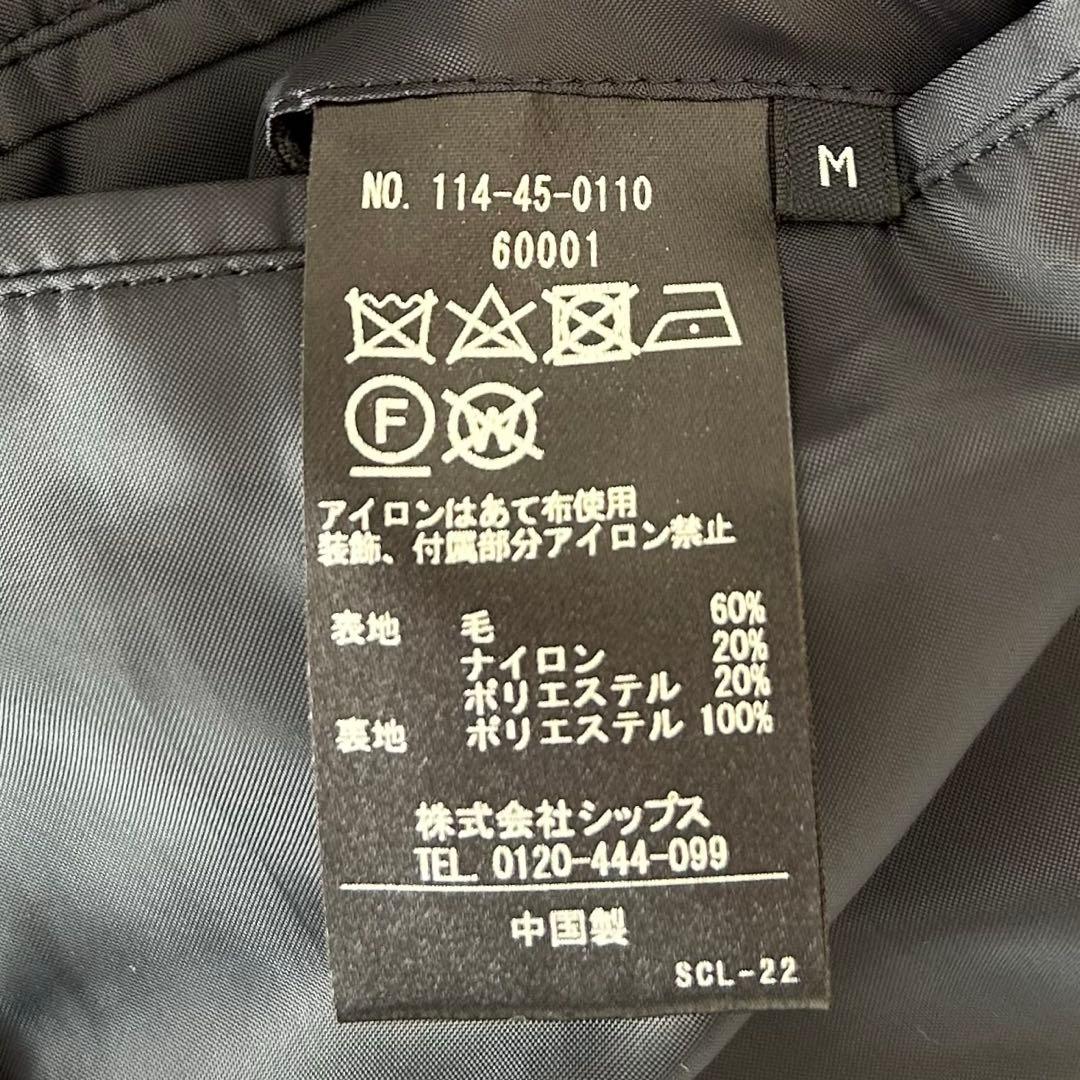 M
NO. 114-45-0110
60001
F
W
アイロンはあて布使用
装飾、付属部分アイロン禁止
表地 毛 60%
ナイロン 20%
ポリエステル 20%
裏地 ポリエステル 100%
株式会社シップス
TEL. 0120-444-099
中国製
SCL-22